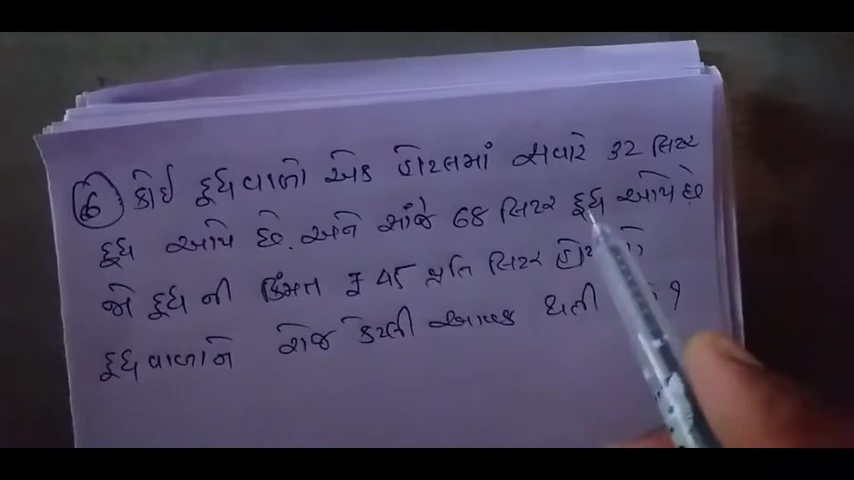 6 કોઈ દૂધવાળો એક હોટલમાં સવારે 32 લિટર
દૂધ આપે છે. અને સાંજે 68 લિટર દૂધ આપે છે
જો દૂધ ની કિંમત ₹ 45 પ્રતિ લિટર
દૂધવાળાને રોજ કેટલી આવક થતી ?